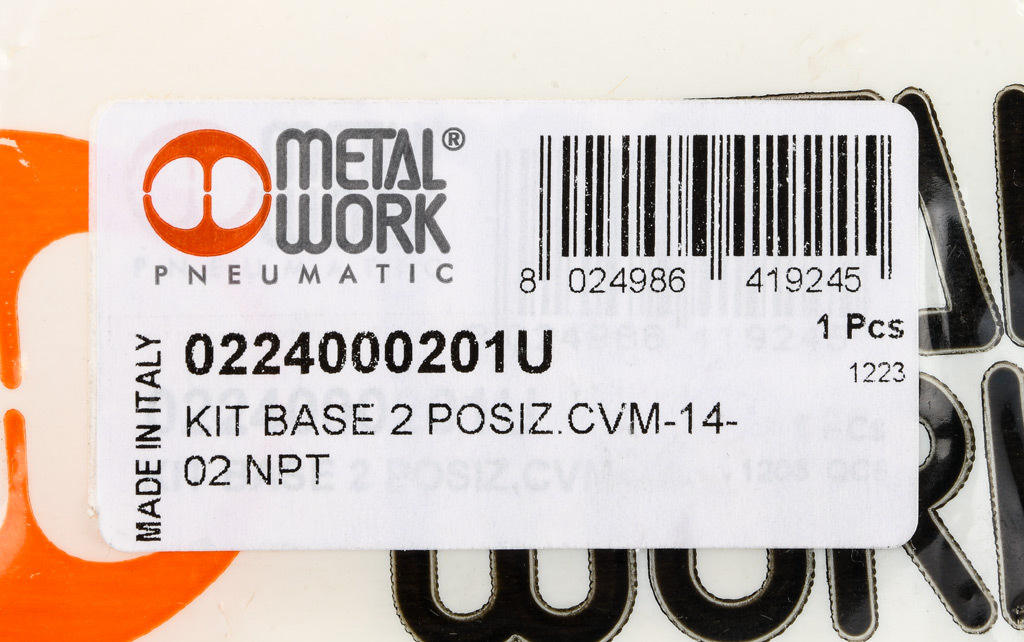 METAL®
WORK
PNEUMATIC
8 024986 419245
MADE IN ITALY
0224000201U
1 Pcs
1223
KIT BASE 2 POSIZ.CVM-14-
02 NPT